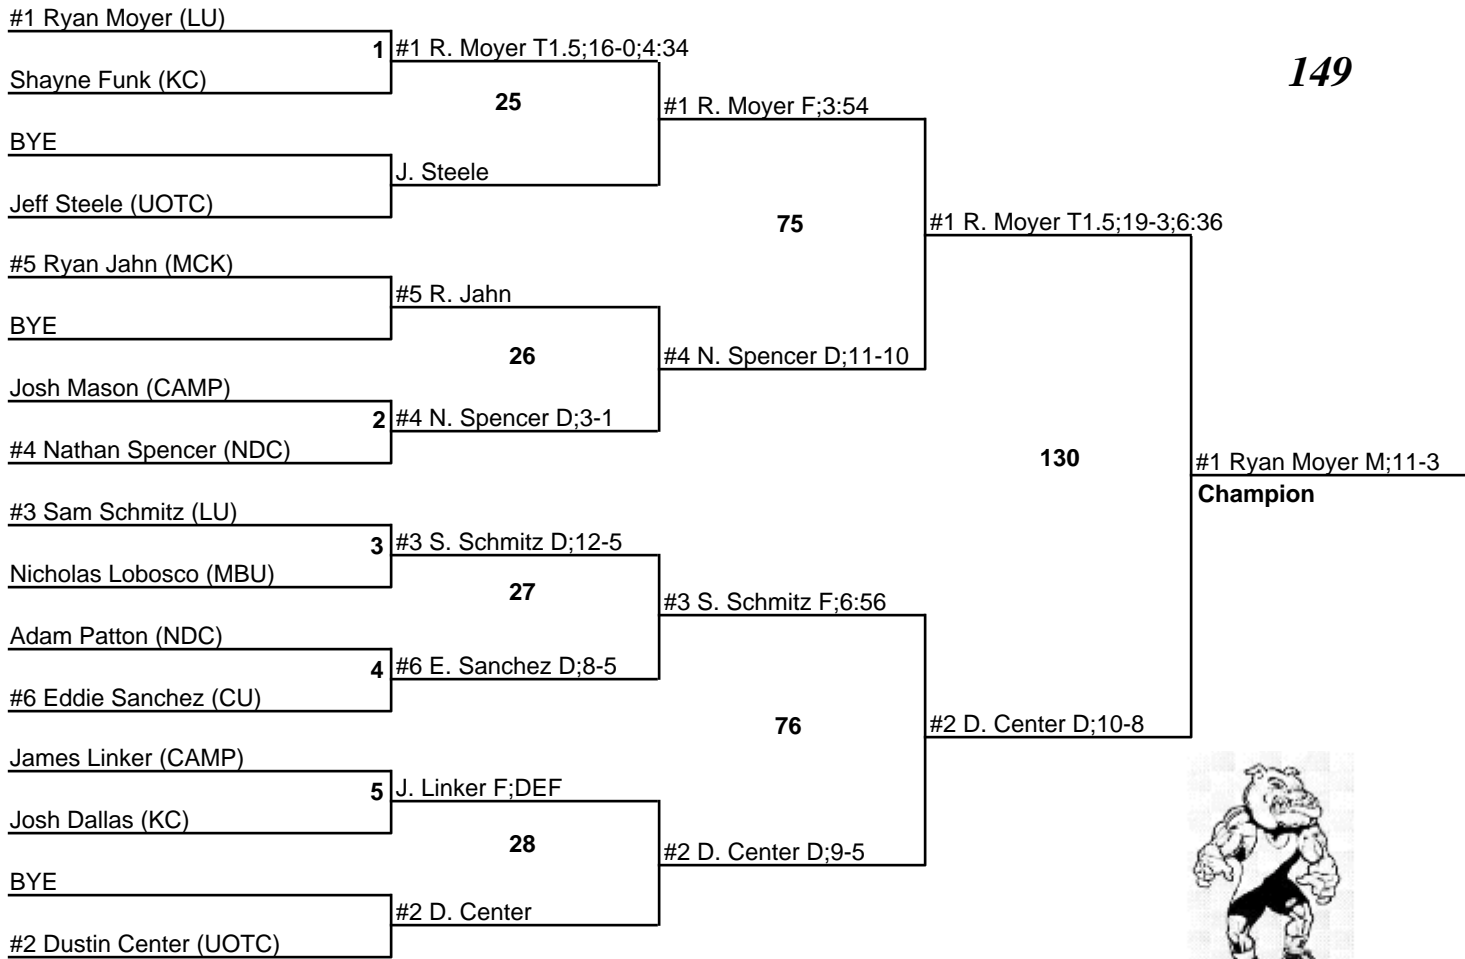 #1 Ryan Moyer (LU)
1 #1 R. Moyer T1.5;16-0;4:34
149
Shayne Funk (KC)
25
#1 R. Moyer F;3:54
BYE
J. Steele
Jeff Steele (UOTC)
75
#1 R. Moyer T1.5;19-3;6:36
#5 Ryan Jahn (MCK)
#5 R. Jahn
BYE
26
#4 N. Spencer D;11-10
Josh Mason (CAMP)
2 #4 N. Spencer D;3-1
#4 Nathan Spencer (NDC)
130
#1 Ryan Moyer M;11-3
Champion
#3 Sam Schmitz (LU)
3 #3 S. Schmitz D;12-5
Nicholas Lobosco (MBU)
27
#3 S. Schmitz F;6:56
Adam Patton (NDC)
4 #6 E. Sanchez D;8-5
#6 Eddie Sanchez (CU)
76
#2 D. Center D;10-8
James Linker (CAMP)
5 J. Linker F;DEF
Josh Dallas (KC)
28
#2 D. Center D;9-5
BYE
#2 D. Center
#2 Dustin Center (UOTC)